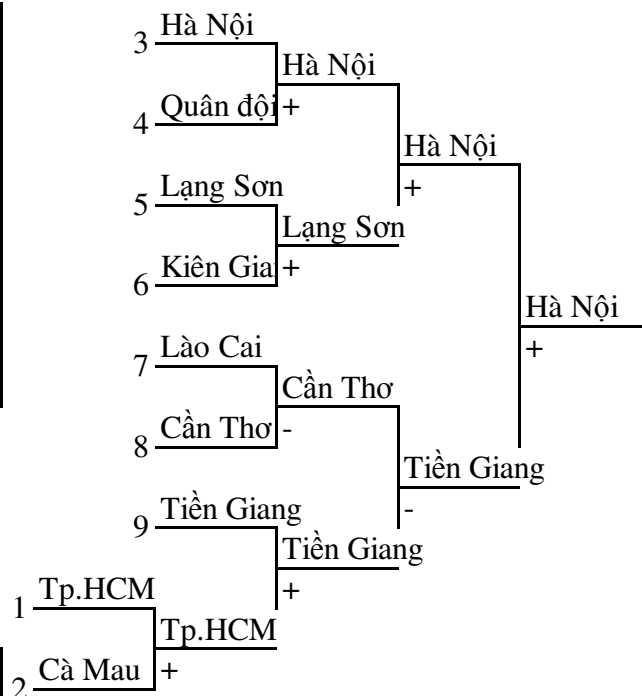 3 Hà Nội
Hà Nội
4 Quân đội +
Hà Nội
+
5 Lạng Sơn
Lạng Sơn
6 Kiên Gia +
Hà Nội
+
7 Lào Cai
Cần Thơ
8 Cần Thơ -
Tiền Giang
-
9 Tiền Giang
Tiền Giang
+
1 Tp.HCM
Tp.HCM
2 Cà Mau +